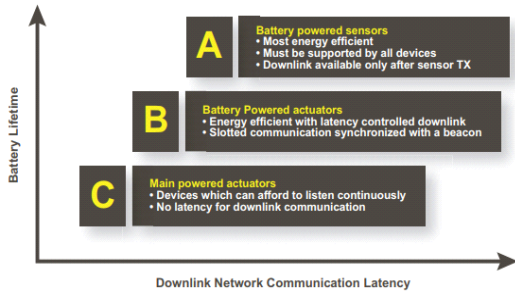 Battery Lifetime
A
Battery powered sensors
• Most energy efficient
• Must be supported by all devices
• Downlink available only after sensor TX
B
Battery Powered actuators
• Energy efficient with latency controlled downlink
• Slotted communication synchronized with a beacon
C
Main powered actuators
• Devices which can afford to listen continuously
• No latency for downlink communication
Downlink Network Communication Latency